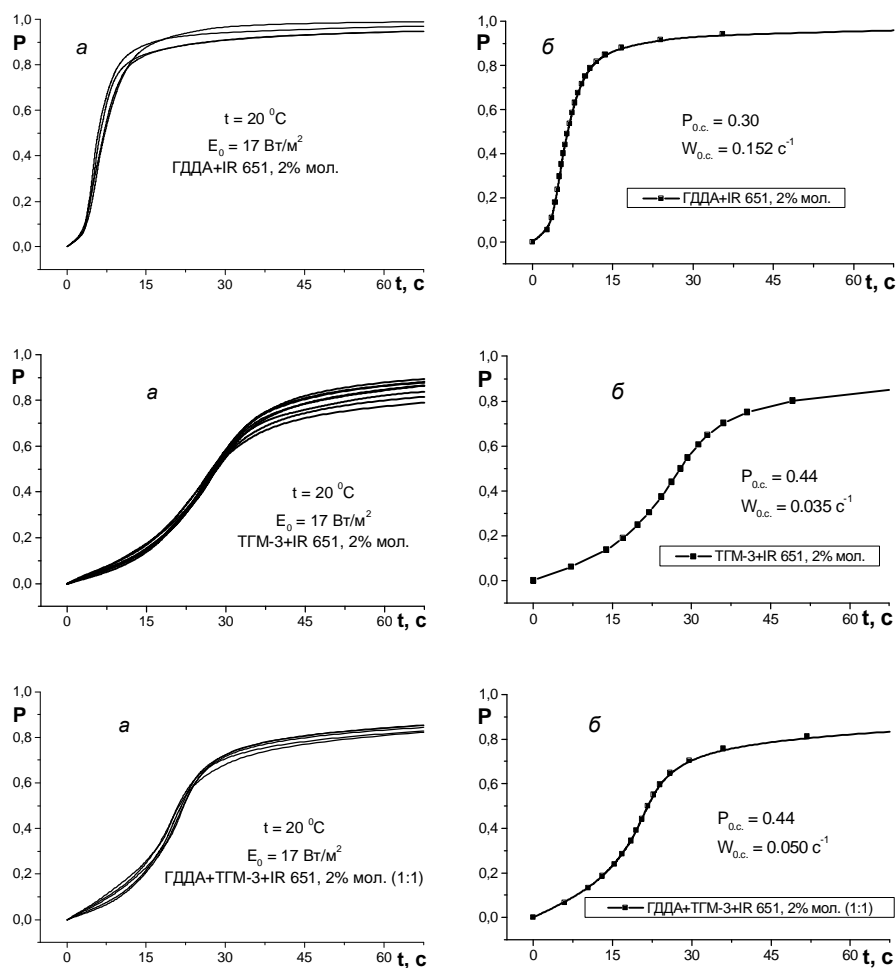 1,0
P
0,8
0,6
0,4
0,2
0,0
а
t = 20 ⁰C
E₀ = 17 Вт/м²
ГДДА+IR 651, 2% мол.
0 15 30 45 60 t, с
1,0
P
0,8
0,6
0,4
0,2
0,0
б
P₀.с. = 0.30
W₀.с. = 0.152 с⁻¹
ГДДА+IR 651, 2% мол.
0 15 30 45 60 t, с
1,0
P
0,8
0,6
0,4
0,2
0,0
а
t = 20 ⁰C
E₀ = 17 Вт/м²
ТГМ-3+IR 651, 2% мол.
0 15 30 45 60 t, с
1,0
P
0,8
0,6
0,4
0,2
0,0
б
P₀.с. = 0.44
W₀.с. = 0.035 с⁻¹
ТГМ-3+IR 651, 2% мол.
0 15 30 45 60 t, с
1,0
P
0,8
0,6
0,4
0,2
0,0
а
t = 20 ⁰C
E₀ = 17 Вт/м²
ГДДА+ТГМ-3+IR 651, 2% мол. (1:1)
0 15 30 45 60 t, с
1,0
P
0,8
0,6
0,4
0,2
0,0
б
P₀.с. = 0.44
W₀.с. = 0.050 с⁻¹
ГДДА+ТГМ-3+IR 651, 2% мол. (1:1)
0 15 30 45 60 t, с